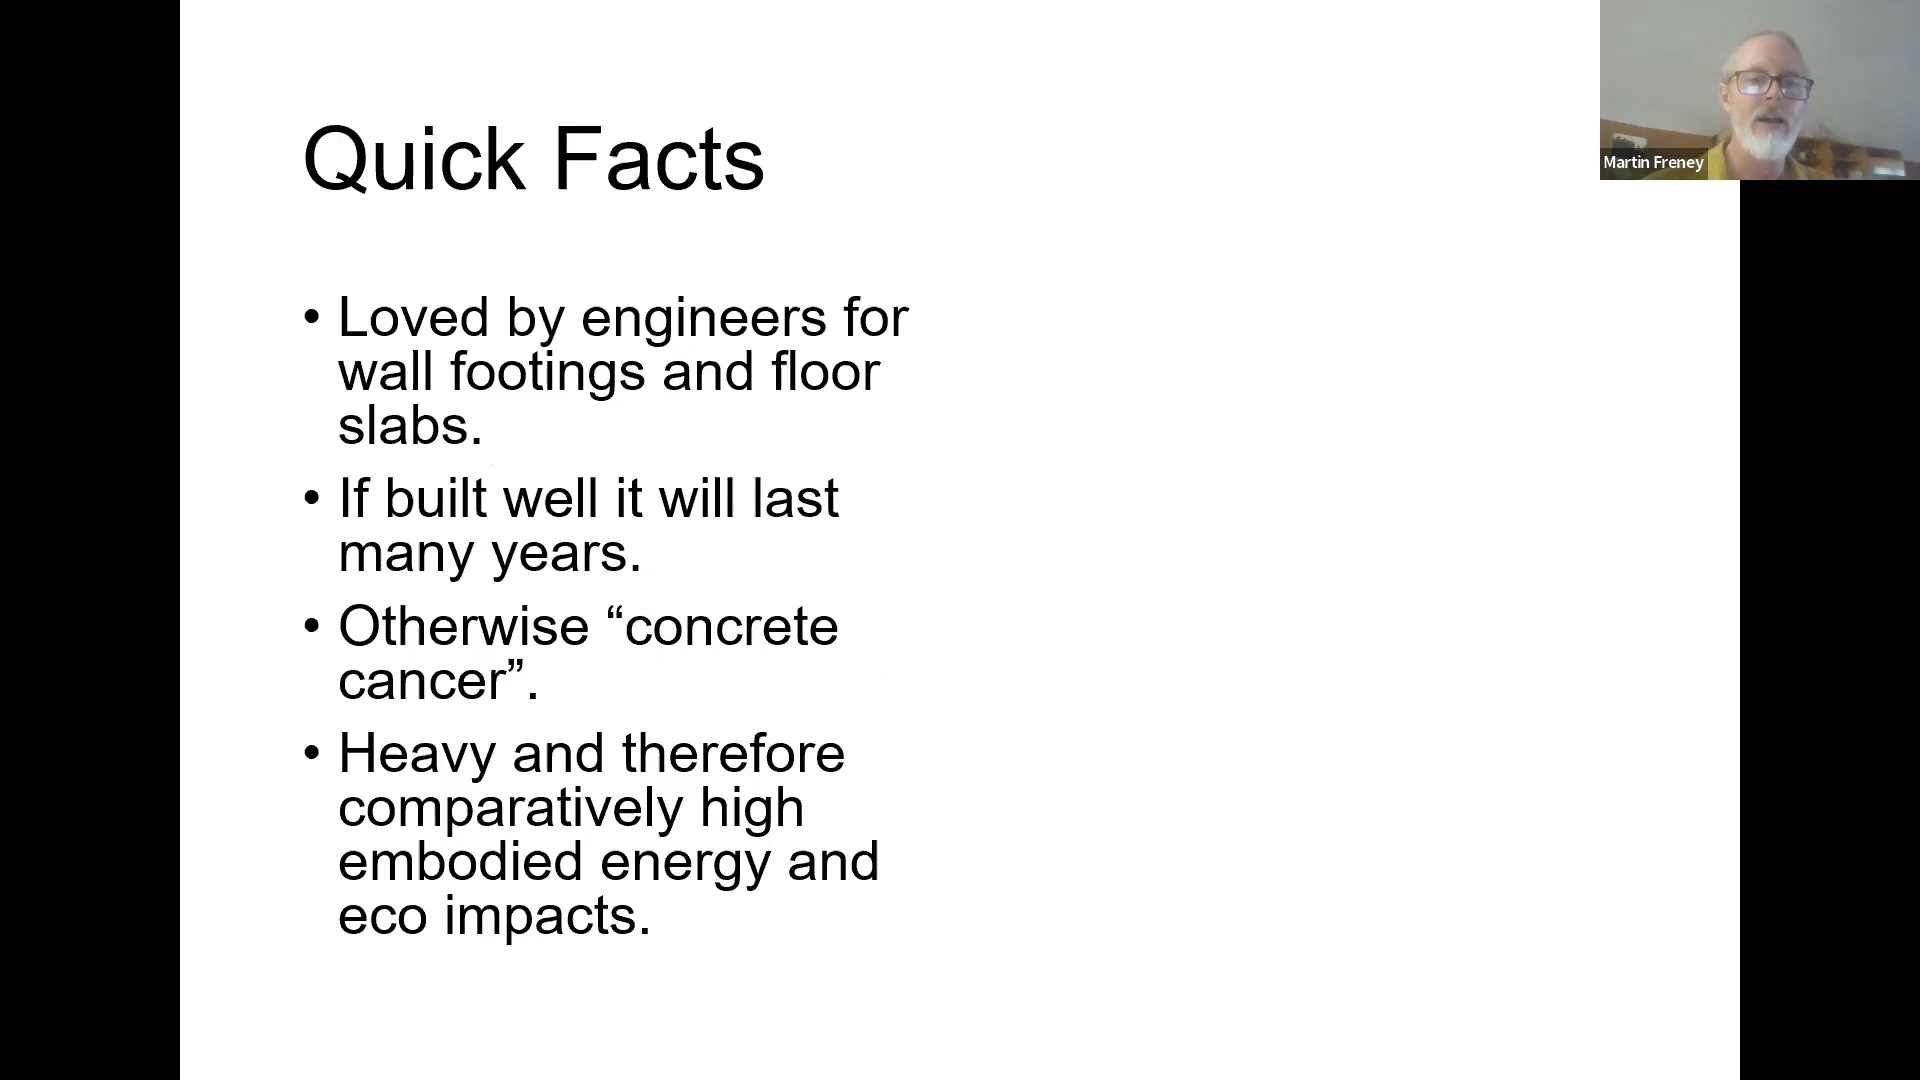 Quick Facts
• Loved by engineers for
wall footings and floor
slabs.
• If built well it will last
many years.
• Otherwise “concrete
cancer”.
• Heavy and therefore
comparatively high
embodied energy and
eco impacts.
Martin Freney